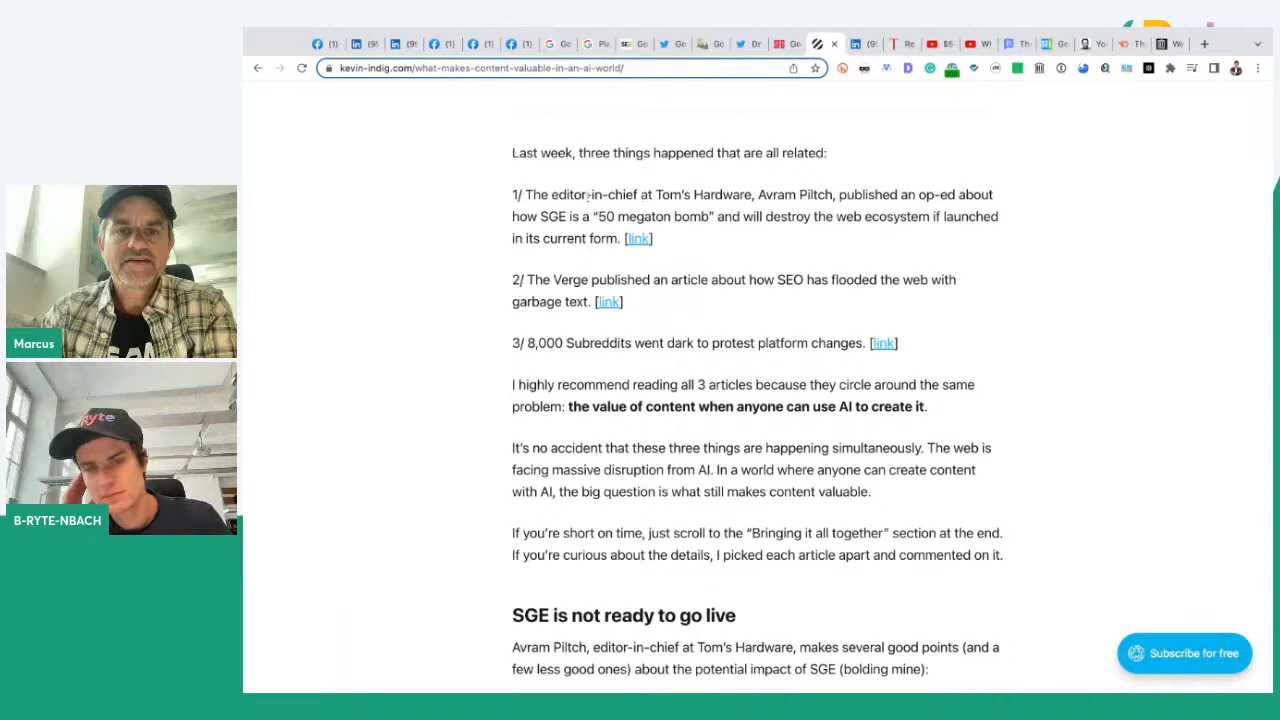 (1)
(1)
(1)
(1)
Go
Go
Go
kevin-indig.com/what-makes-content-valuable-in-an-ai-world/
Last week, three things happened that are all related:
1/ The editor-in-chief at Tom's Hardware, Avram Piltch, published an op-ed about
how SGE is a “50 megaton bomb” and will destroy the web ecosystem if launched
in its current form. [link]
2/ The Verge published an article about how SEO has flooded the web with
garbage text. [link]
3/ 8,000 Subreddits went dark to protest platform changes. [link]
I highly recommend reading all 3 articles because they circle around the same
problem: the value of content when anyone can use AI to create it.
It's no accident that these three things are happening simultaneously. The web is
facing massive disruption from AI. In a world where anyone can create content
with AI, the big question is what still makes content valuable.
If you're short on time, just scroll to the “Bringing it all together” section at the end.
If you're curious about the details, I picked each article apart and commented on it.
SGE is not ready to go live
Avram Piltch, editor-in-chief at Tom's Hardware, makes several good points (and a
few less good ones) about the potential impact of SGE (bolding mine):
Subscribe for free
Marcus
Ryte
B-RYTE-NBACH